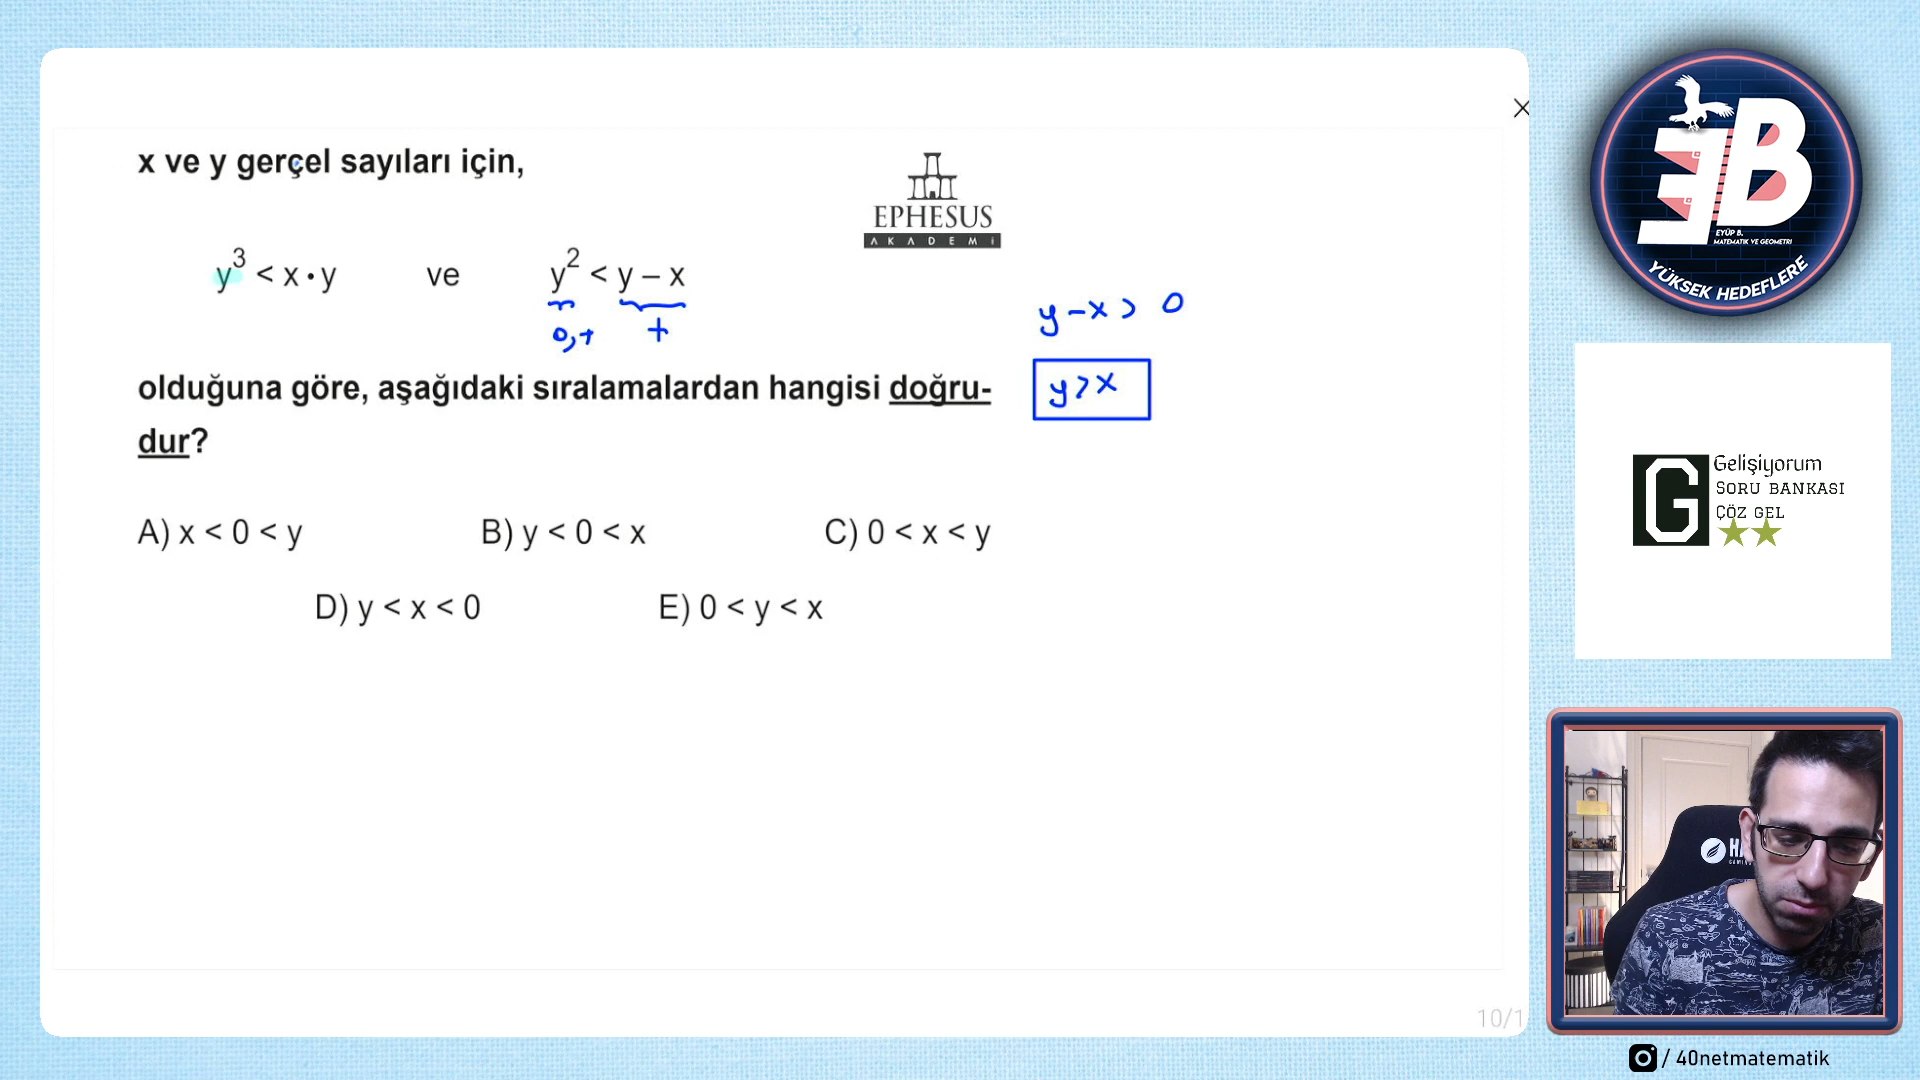 x ve y gerçel sayıları için,
EPHESUS
AKADEMİ
y³ < x · y ve y² < y – x
0,+ +
y - x > 0
y > x
olduğuna göre, aşağıdaki sıralamalardan hangisi doğru-
dur?
A) x < 0 < y B) y < 0 < x C) 0 < x < y
D) y < x < 0 E) 0 < y < x
10/1
EB
EYÜP B.
MATEMATİK VE GEOMETRİ
YÜKSEK HEDEFLERE
G
Gelişiyorum
SORU BANKASI
ÇÖZ GEL
/ 40netmatematik